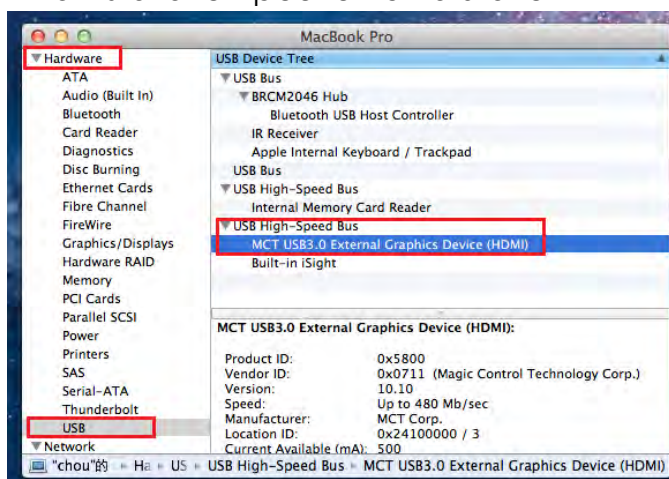 MacBook Pro
Hardware
ATA
Audio (Built In)
Bluetooth
Card Reader
Diagnostics
Disc Burning
Ethernet Cards
Fibre Channel
FireWire
Graphics/Displays
Hardware RAID
Memory
PCI Cards
Parallel SCSI
Power
Printers
SAS
Serial-ATA
Thunderbolt
USB
Network
USB Device Tree
USB Bus
BRCM2046 Hub
Bluetooth USB Host Controller
IR Receiver
Apple Internal Keyboard / Trackpad
USB Bus
USB High-Speed Bus
Internal Memory Card Reader
USB High-Speed Bus
MCT USB3.0 External Graphics Device (HDMI)
Built-in iSight
MCT USB3.0 External Graphics Device (HDMI):
Product ID: 0x5800
Vendor ID: 0x0711 (Magic Control Technology Corp.)
Version: 10.10
Speed: Up to 480 Mb/sec
Manufacturer: MCT Corp.
Location ID: 0x24100000 / 3
Current Available (mA): 500
"chou"的 Ha US USB High-Speed Bus MCT USB3.0 External Graphics Device (HDMI)